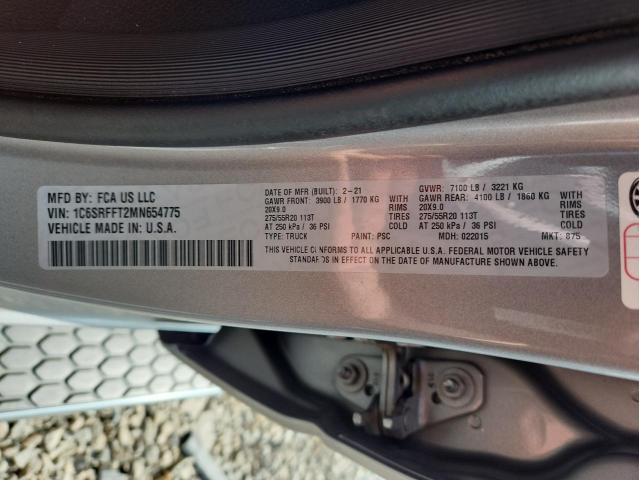 MFD BY: FCA US LLC
VIN: 1C6SRFFT2MN654775
VEHICLE MADE IN: U.S.A.
DATE OF MFR (BUILT): 2-21 GVWR: 7100 LB / 3221 KG
GAWR FRONT: 3900 LB / 1770 KG WITH GAWR REAR: 4100 LB / 1860 KG WITH
20X9.0 RIMS 20X9.0 RIMS
275/55R20 113T TIRES 275/55R20 113T TIRES
AT 250 kPa / 36 PSI COLD AT 250 kPa / 36 PSI COLD
TYPE: TRUCK PAINT: PSC MDH: 022015 MKT: 875
THIS VEHICLE CONFORMS TO ALL APPLICABLE U.S.A. FEDERAL MOTOR VEHICLE SAFETY
STANDARDS IN EFFECT ON THE DATE OF MANUFACTURE SHOWN ABOVE.